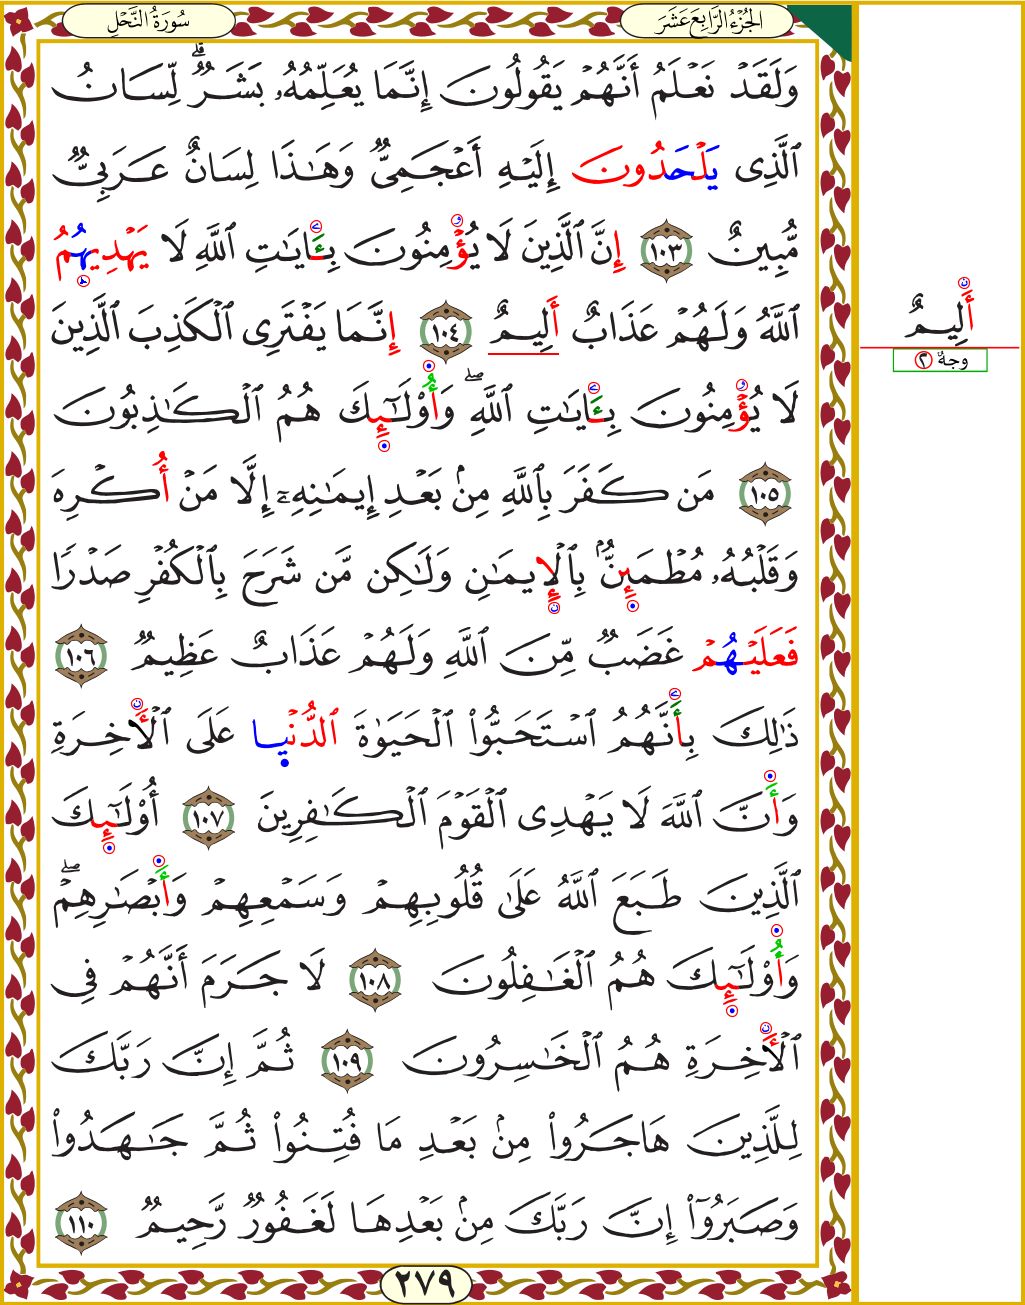 الجُزْءُ الرَّابِعَ عَشَرَ
سُورَةُ النَّحْلِ
وَلَقَدْ نَعْلَمُ أَنَّهُمْ يَقُولُونَ إِنَّمَا يُعَلِّمُهُۥ بَشَرٌۗ لِّسَانُ
ٱلَّذِى يَلْحَدُونَ إِلَيْهِ أَعْجَمِىٌّ وَهَٰذَا لِسَانٌ عَرَبِىٌّ
مُّبِينٌ ١٠٣ إِنَّ ٱلَّذِينَ لَا يُؤْمِنُونَ بِـَٔايَٰتِ ٱللَّهِ لَا يَهْدِيهُمُ
ٱللَّهُ وَلَهُمْ عَذَابٌ أَلِيمٌ ١٠٤ إِنَّمَا يَفْتَرِى ٱلْكَذِبَ ٱلَّذِينَ
لَا يُؤْمِنُونَ بِـَٔايَٰتِ ٱللَّهِۖ وَأُوْلَٰٓئِكَ هُمُ ٱلْكَٰذِبُونَ
١٠٥ مَن كَفَرَ بِٱللَّهِ مِنۢ بَعْدِ إِيمَٰنِهِۦٓ إِلَّا مَنْ أُكْرِهَ
وَقَلْبُهُۥ مُطْمَئِنٌّۢ بِٱلْإِيمَٰنِ وَلَٰكِن مَّن شَرَحَ بِٱلْكُفْرِ صَدْرًا
فَعَلَيْهُمْ غَضَبٌ مِّنَ ٱللَّهِ وَلَهُمْ عَذَابٌ عَظِيمٌ ١٠٦
ذَٰلِكَ بِأَنَّهُمُ ٱسْتَحَبُّوا۟ ٱلْحَيَوٰةَ ٱلدُّنْيَا عَلَى ٱلْأَخِرَةِ
وَأَنَّ ٱللَّهَ لَا يَهْدِى ٱلْقَوْمَ ٱلْكَٰفِرِينَ ١٠٧ أُوْلَٰٓئِكَ
ٱلَّذِينَ طَبَعَ ٱللَّهُ عَلَىٰ قُلُوبِهِمْ وَسَمْعِهِمْ وَأَبْصَٰرِهِمْۖ
وَأُوْلَٰٓئِكَ هُمُ ٱلْغَٰفِلُونَ ١٠٨ لَا جَرَمَ أَنَّهُمْ فِى
ٱلْأَخِرَةِ هُمُ ٱلْخَٰسِرُونَ ١٠٩ ثُمَّ إِنَّ رَبَّكَ
لِلَّذِينَ هَاجَرُوا۟ مِنۢ بَعْدِ مَا فُتِنُوا۟ ثُمَّ جَٰهَدُوا۟
وَصَبَرُوٓا۟ إِنَّ رَبَّكَ مِنۢ بَعْدِهَا لَغَفُورٌ رَّحِيمٌ ١١٠
٢٧٩
أَلِيمٌ
وجهٌ ٢